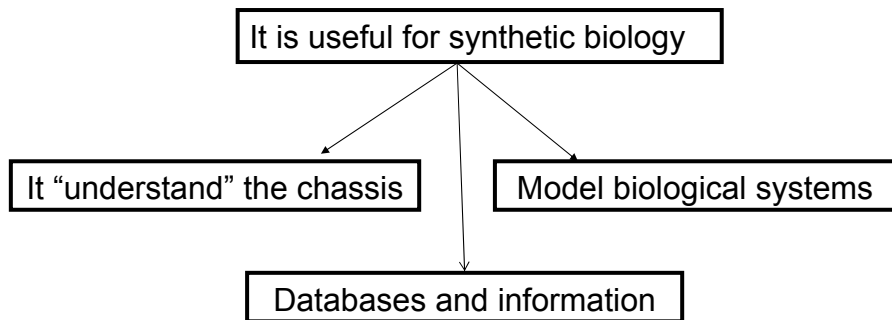 It is useful for synthetic biology
It “understand” the chassis
Model biological systems
Databases and information